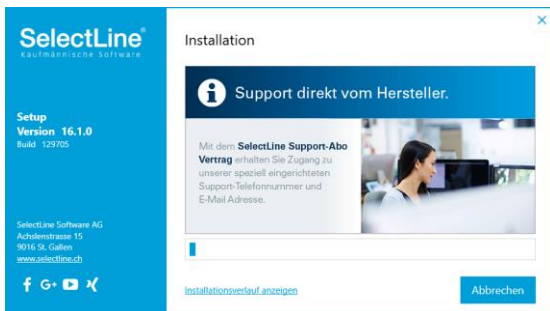 SelectLine®
Kaufmännische Software
Setup
Version 16.1.0
Build 129705
SelectLine Software AG
Achslenstrasse 15
9016 St. Gallen
www.selectline.ch
Installation
Support direkt vom Hersteller.
Mit dem SelectLine Support-Abo
Vertrag erhalten Sie Zugang zu
unserer speziell eingerichteten
Support-Telefonnummer und
E-Mail Adresse.
Installationsverlauf anzeigen
Abbrechen